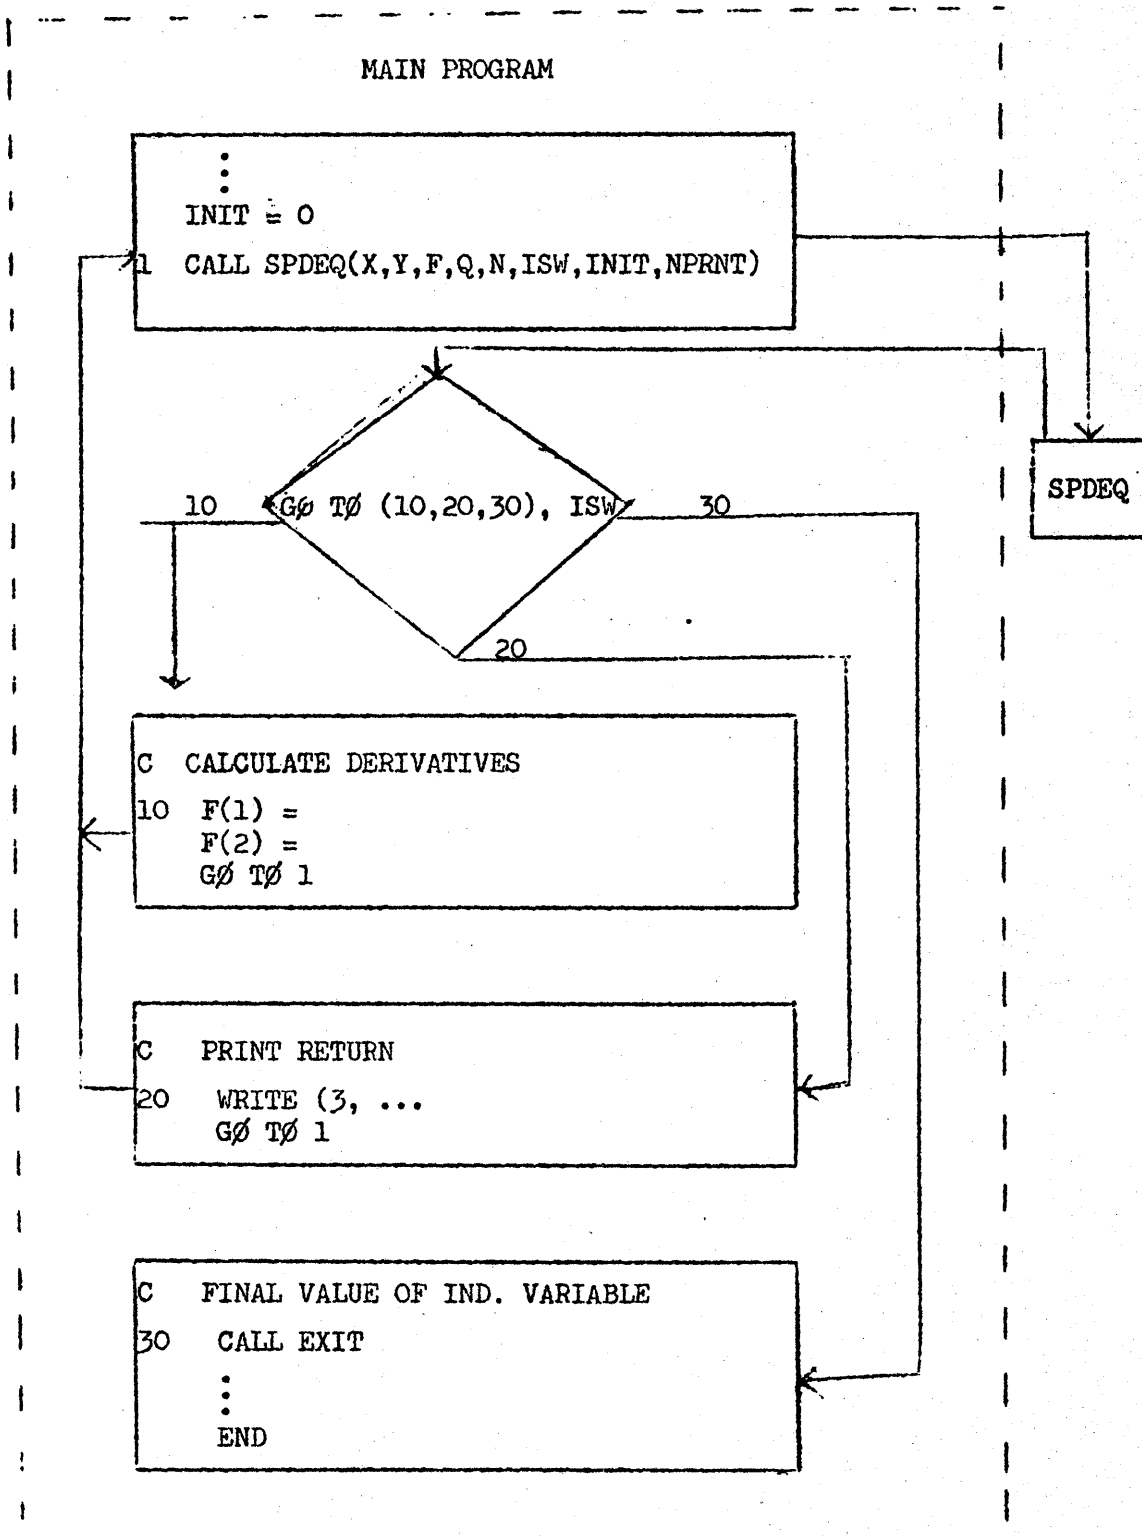 MAIN PROGRAM
INIT = 0
1 CALL SPDEQ(X,Y,F,Q,N,ISW,INIT,NPRNT)
SPDEQ
10 GØ TØ (10,20,30), ISW 30
20
C CALCULATE DERIVATIVES
10 F(1) =
F(2) =
GØ TØ 1
C PRINT RETURN
20 WRITE (3, ...
GØ TØ 1
C FINAL VALUE OF IND. VARIABLE
30 CALL EXIT
END